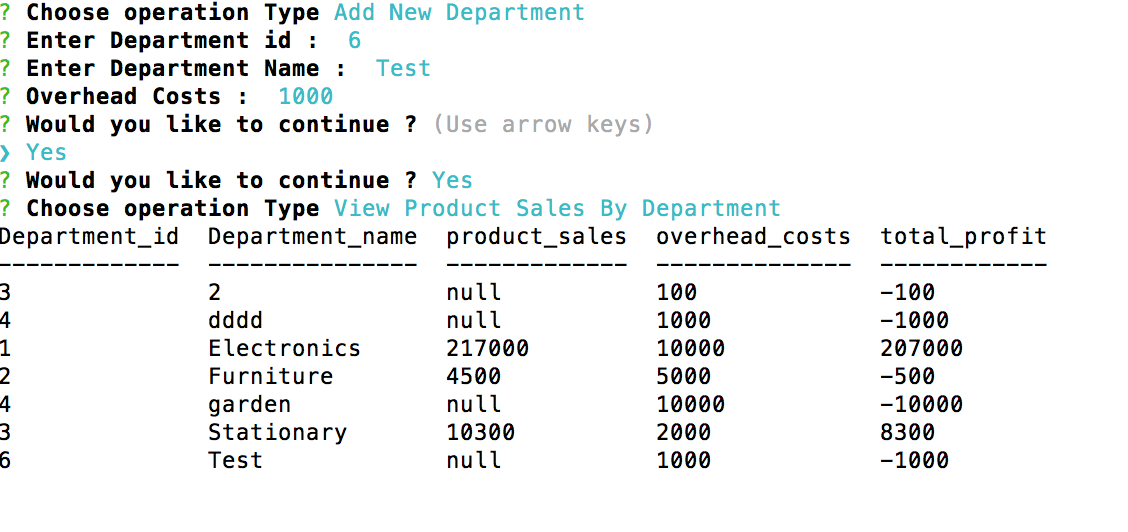 ? Choose operation Type Add New Department
? Enter Department id :  6
? Enter Department Name :  Test
? Overhead Costs :  1000
? Would you like to continue ? (Use arrow keys)
❯ Yes
? Would you like to continue ? Yes
? Choose operation Type View Product Sales By Department
Department_id  Department_name  product_sales  overhead_costs  total_profit
-------------  ---------------  -------------  --------------  ------------
3              2                null           100             -100
4              dddd             null           1000            -1000
1              Electronics      217000         10000           207000
2              Furniture        4500           5000            -500
4              garden           null           10000           -10000
3              Stationary       10300          2000            8300
6              Test             null           1000            -1000